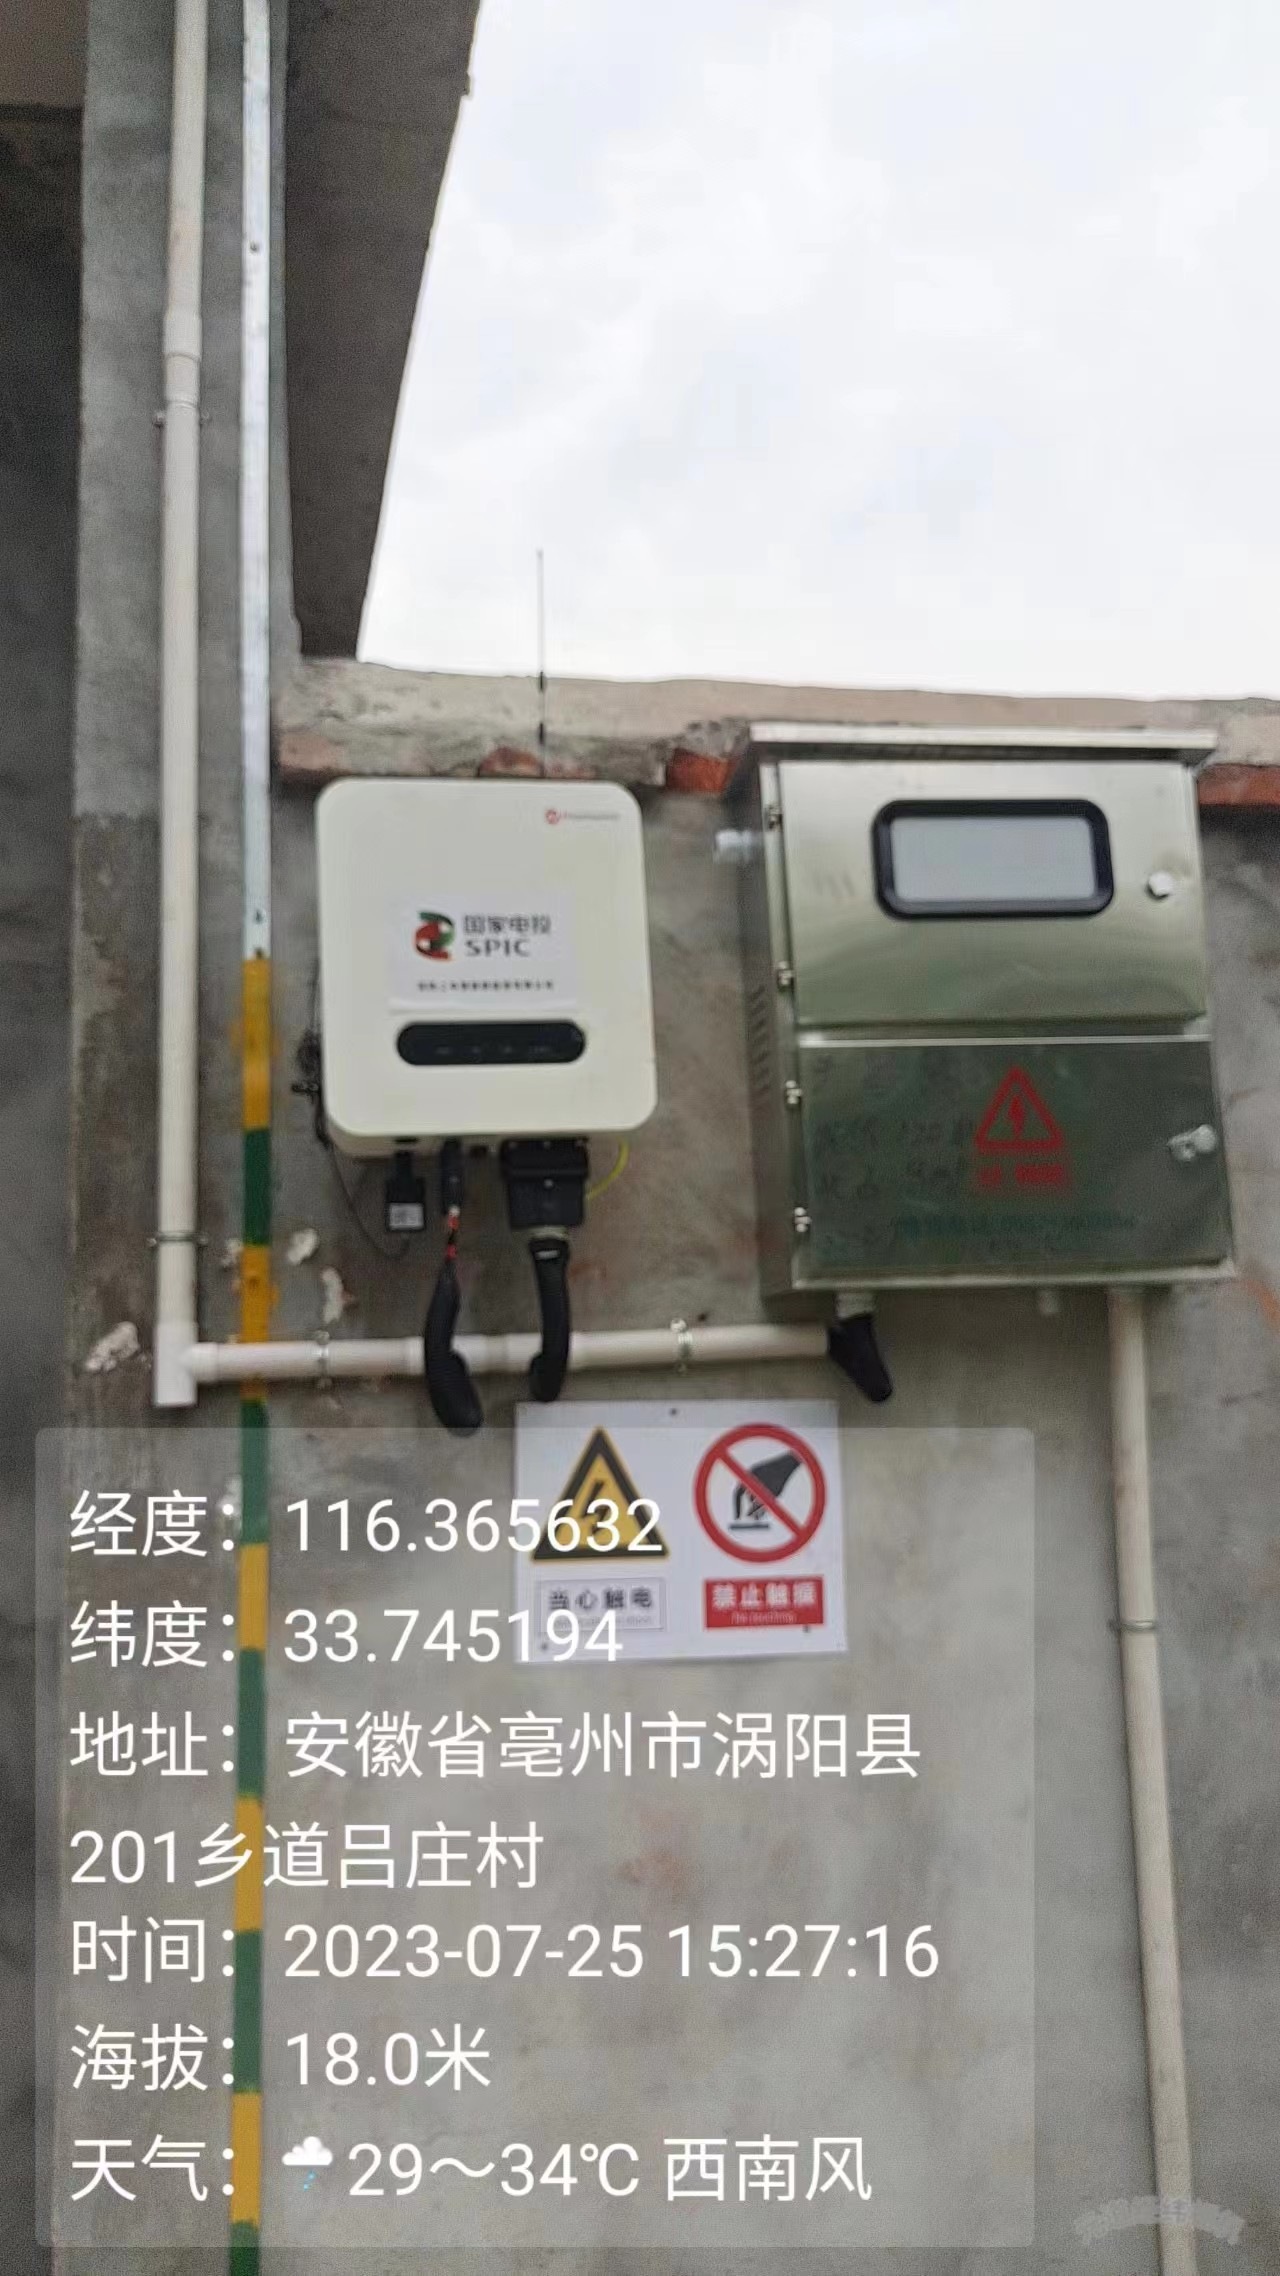 国家电投
SPIC
当心触电
禁止触摸
No touching
经度：116.365632
纬度：33.745194
地址：安徽省亳州市涡阳县
201乡道吕庄村
时间：2023-07-25 15:27:16
海拔：18.0米
天气：29～34℃ 西南风